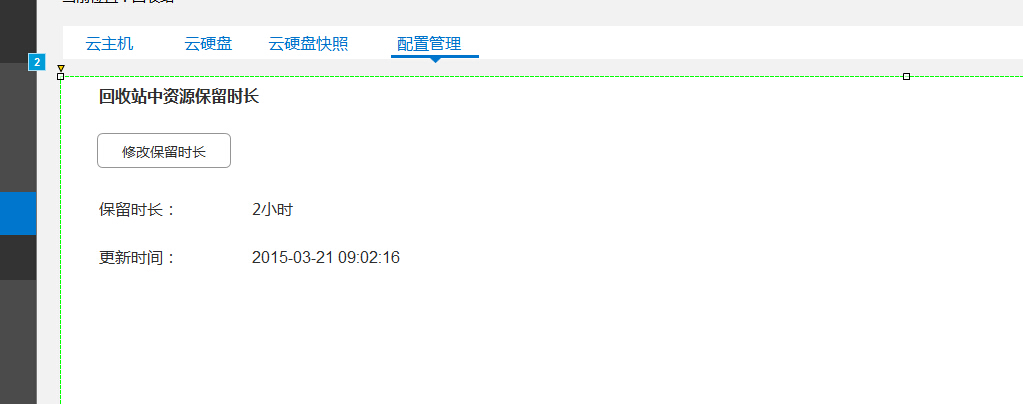 云主机 云硬盘 云硬盘快照 配置管理
2
回收站中资源保留时长
修改保留时长
保留时长： 2小时
更新时间： 2015-03-21 09:02:16